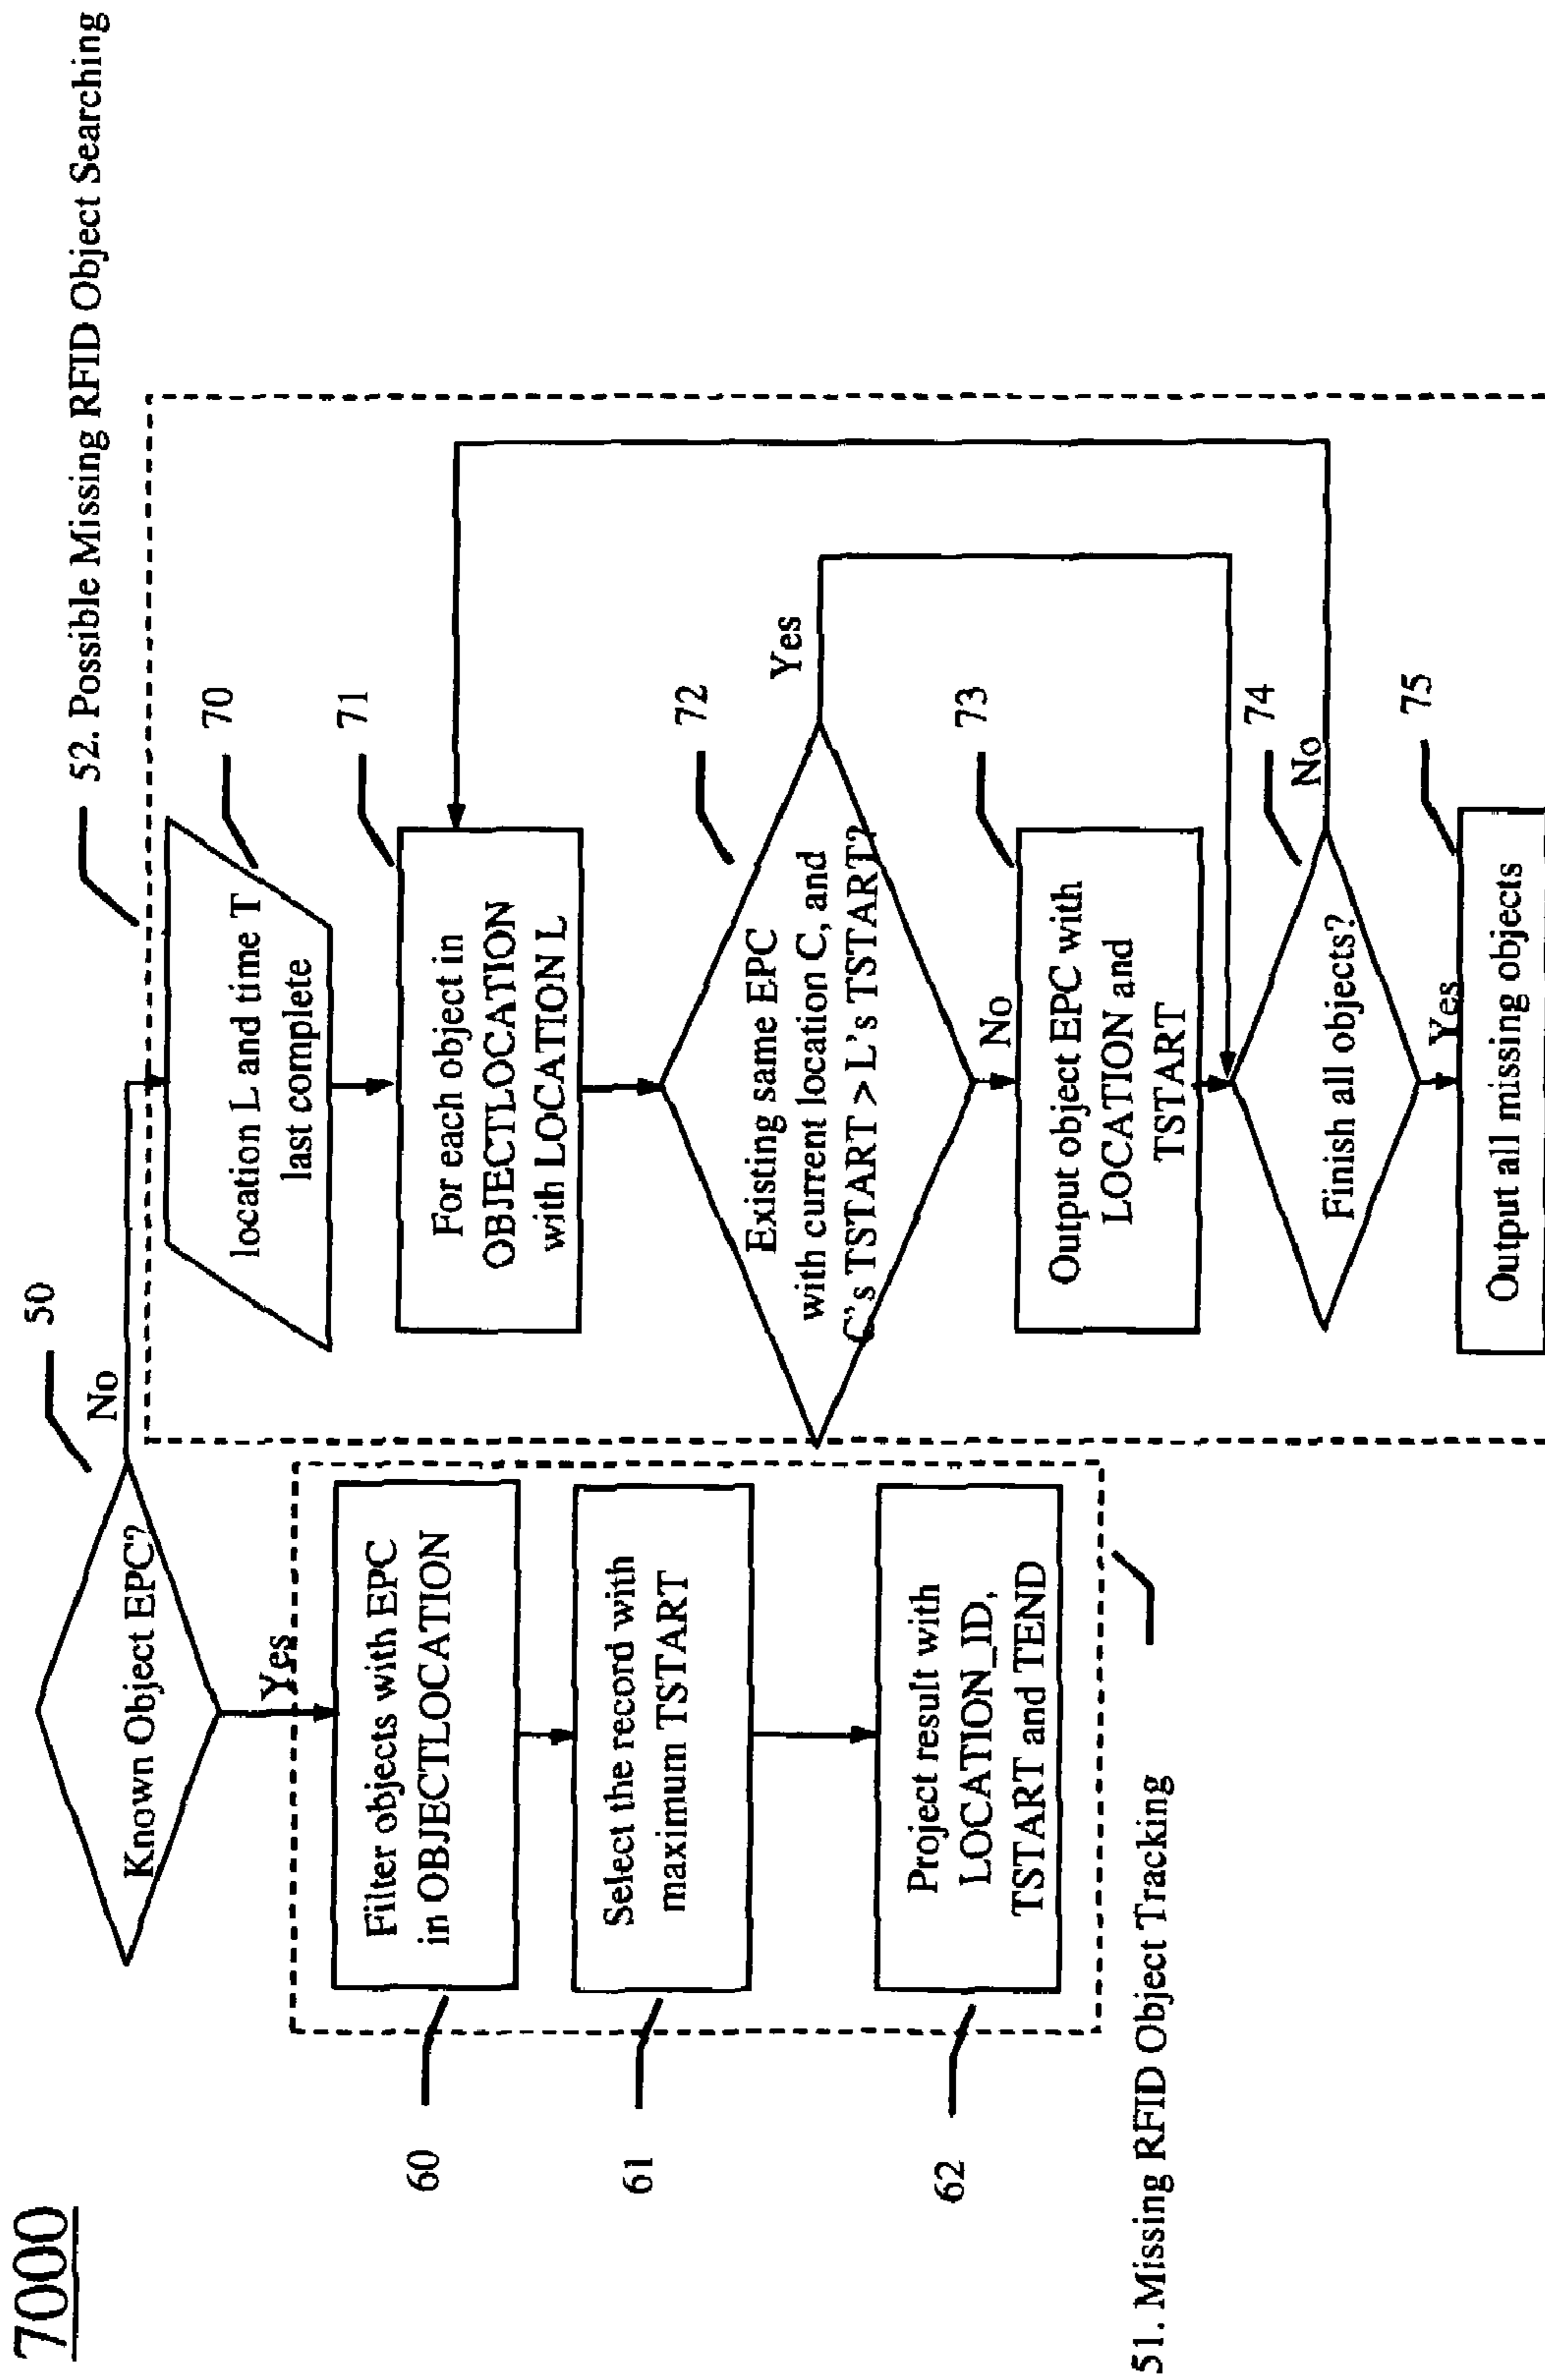 7000
50
Known Object EPC?
No
Yes
60
Filter objects with EPC
in OBJECTLOCATION
61
Select the record with
maximum TSTART
62
Project result with
LOCATION_ID,
TSTART and TEND
51. Missing RFID Object Tracking
52. Possible Missing RFID Object Searching
70
location L and time T
last complete
71
For each object in
OBJECTLOCATION
with LOCATION L
72
Existing same EPC
with current location C, and
C's TSTART > L's TSTART?
Yes
No
73
Output object EPC with
LOCATION and
TSTART
74
Finish all objects?
No
Yes
75
Output all missing objects